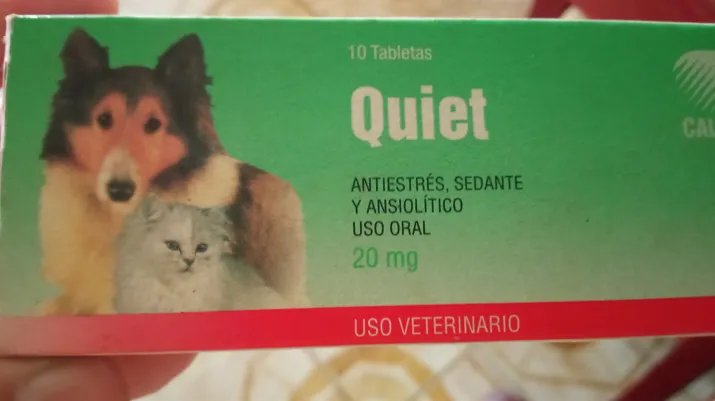 10 Tabletas
Quiet
ANTIESTRÉS, SEDANTE
Y ANSIOLÍTICO
USO ORAL
20 mg
USO VETERINARIO